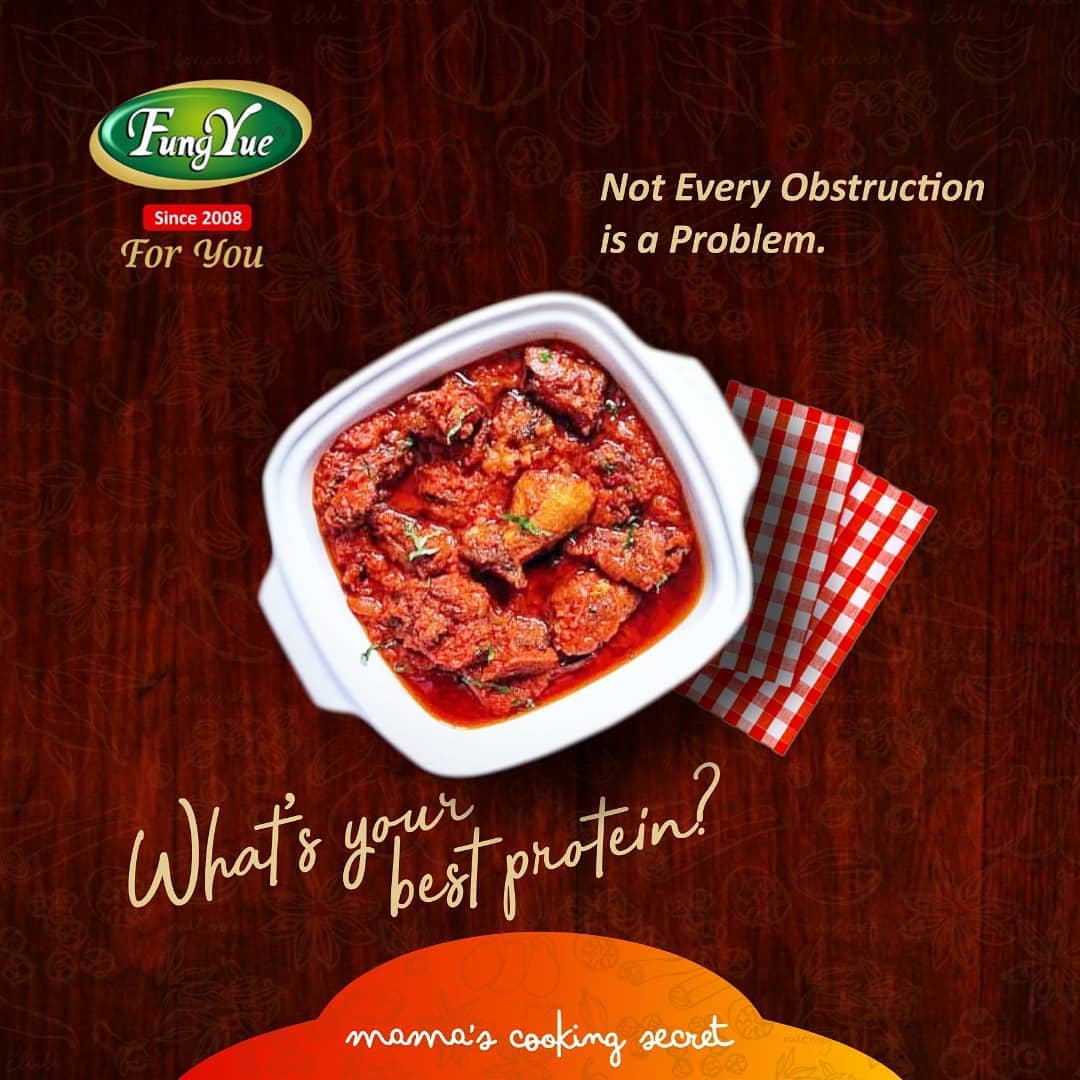 FungYue®
Since 2008
For You
Not Every Obstruction
is a Problem.
What's your
best protein?
mama's cooking secret